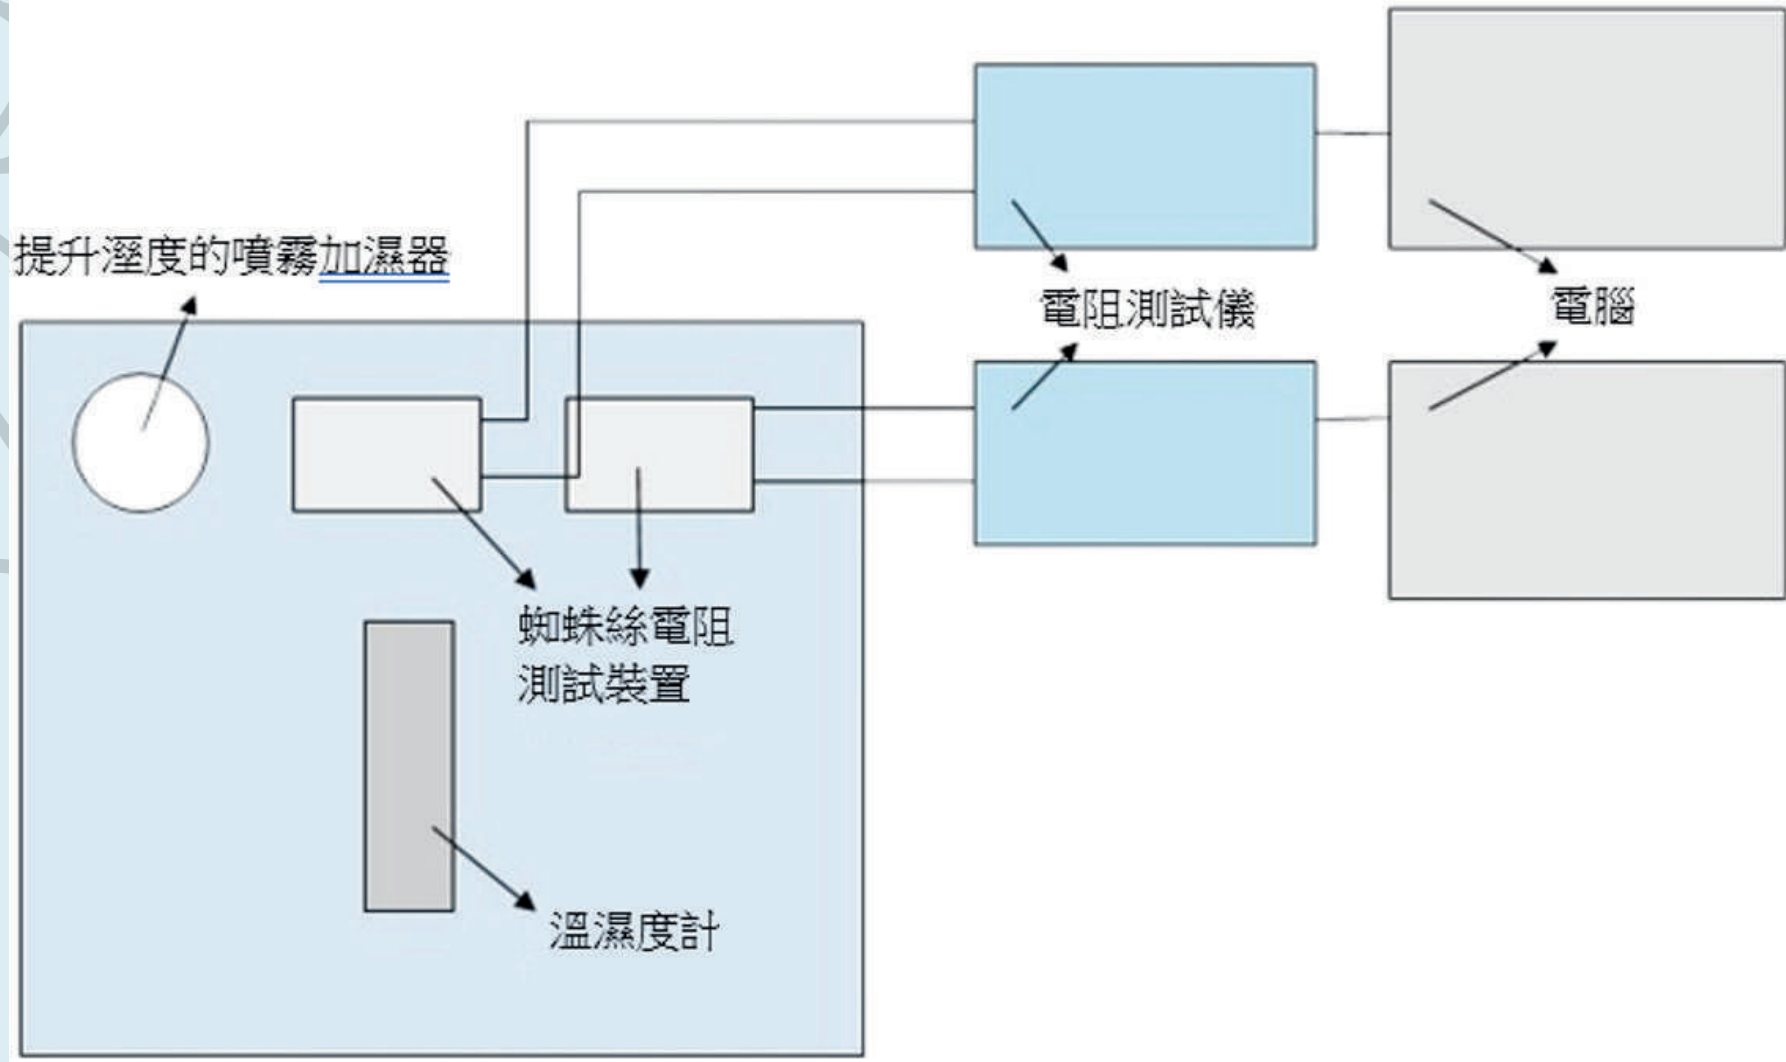 提升溼度的噴霧加濕器
電阻測試儀
電腦
蜘蛛絲電阻
測試裝置
溫濕度計